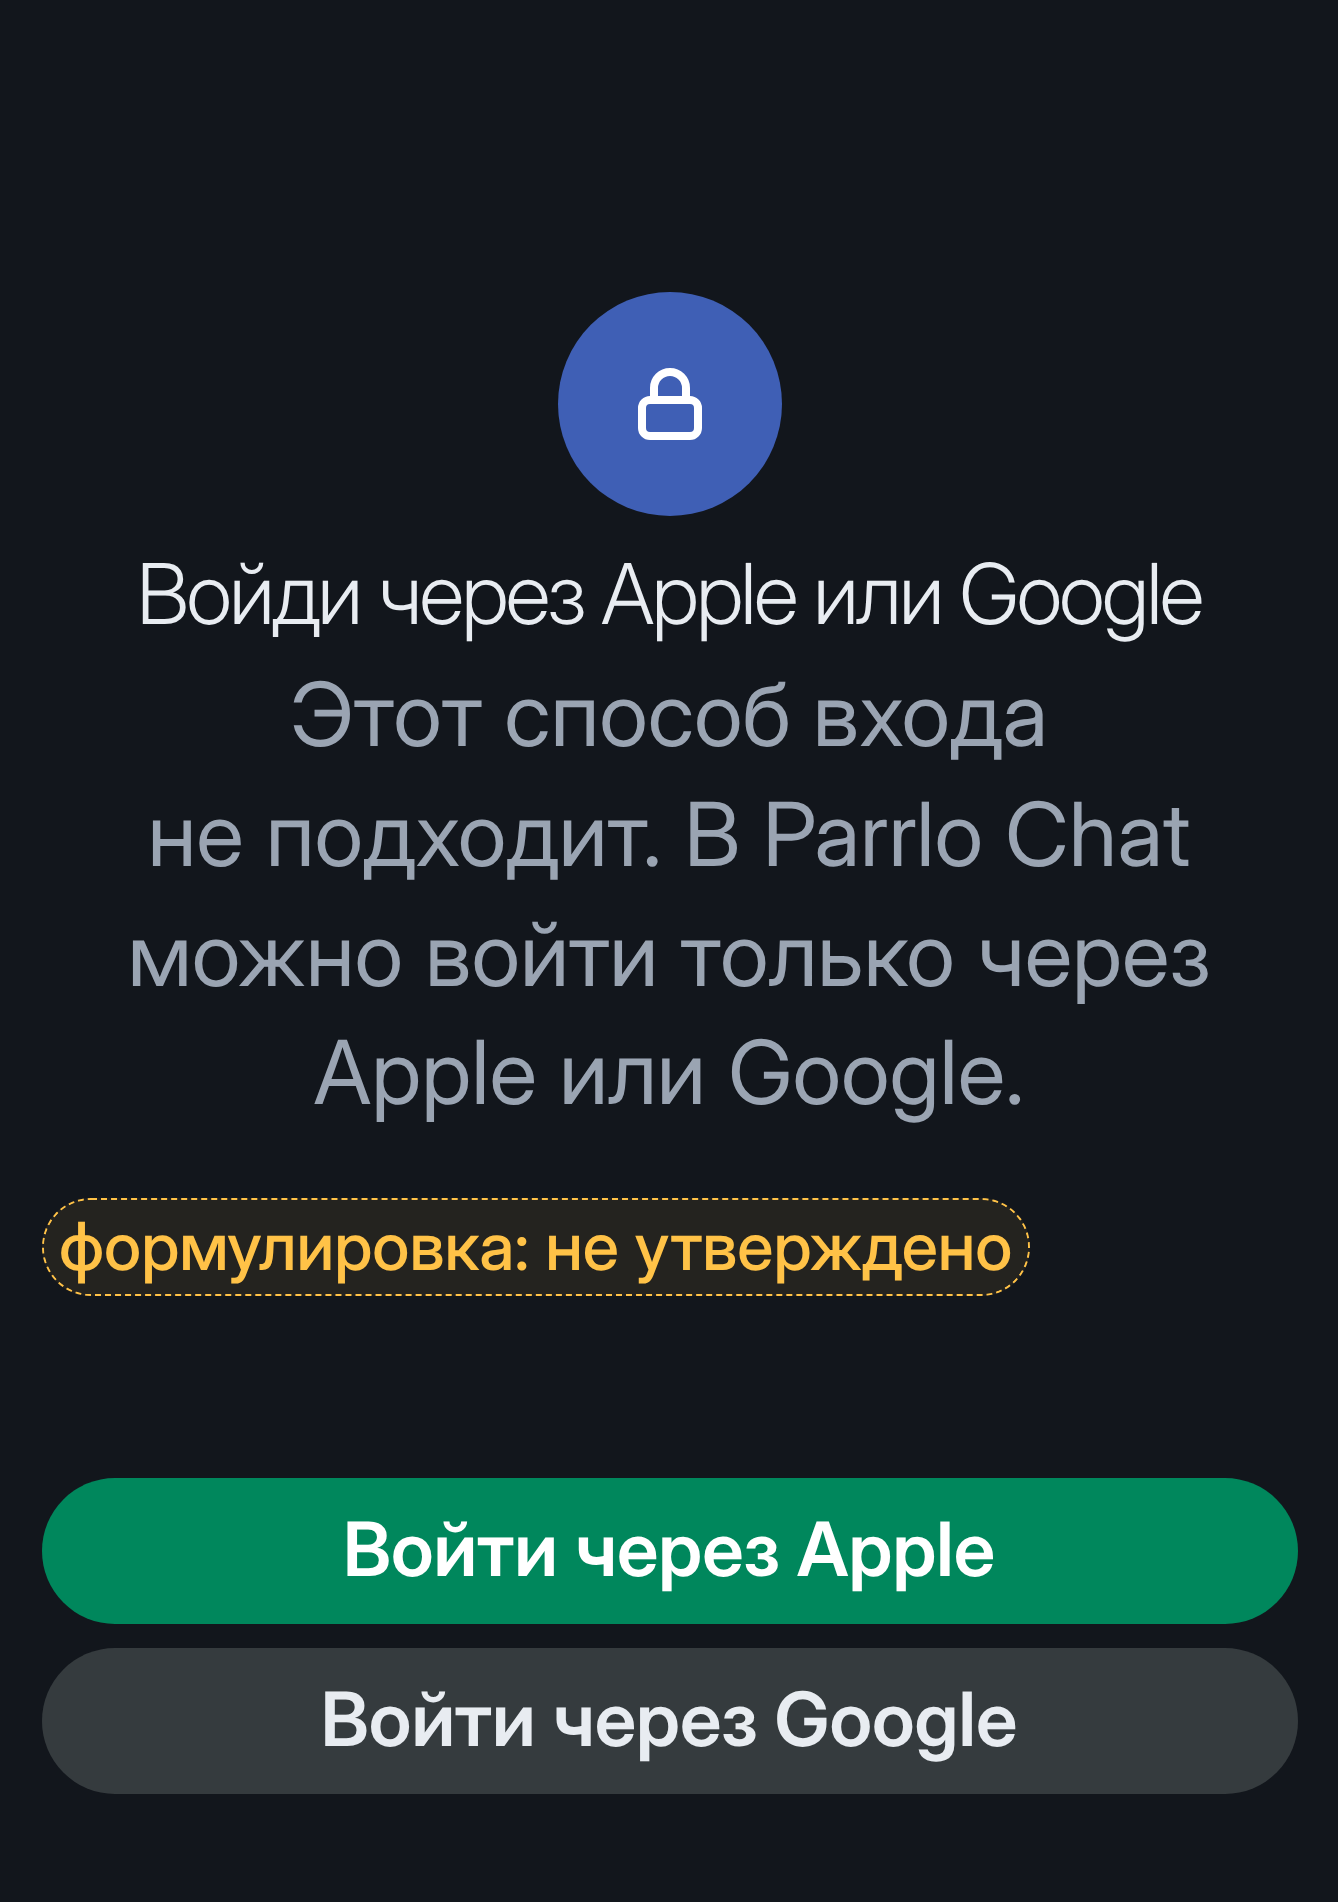 Войди через Apple или Google
Этот способ входа
не подходит. В Parrlo Chat
можно войти только через
Apple или Google.
формулировка: не утверждено
Войти через Apple
Войти через Google